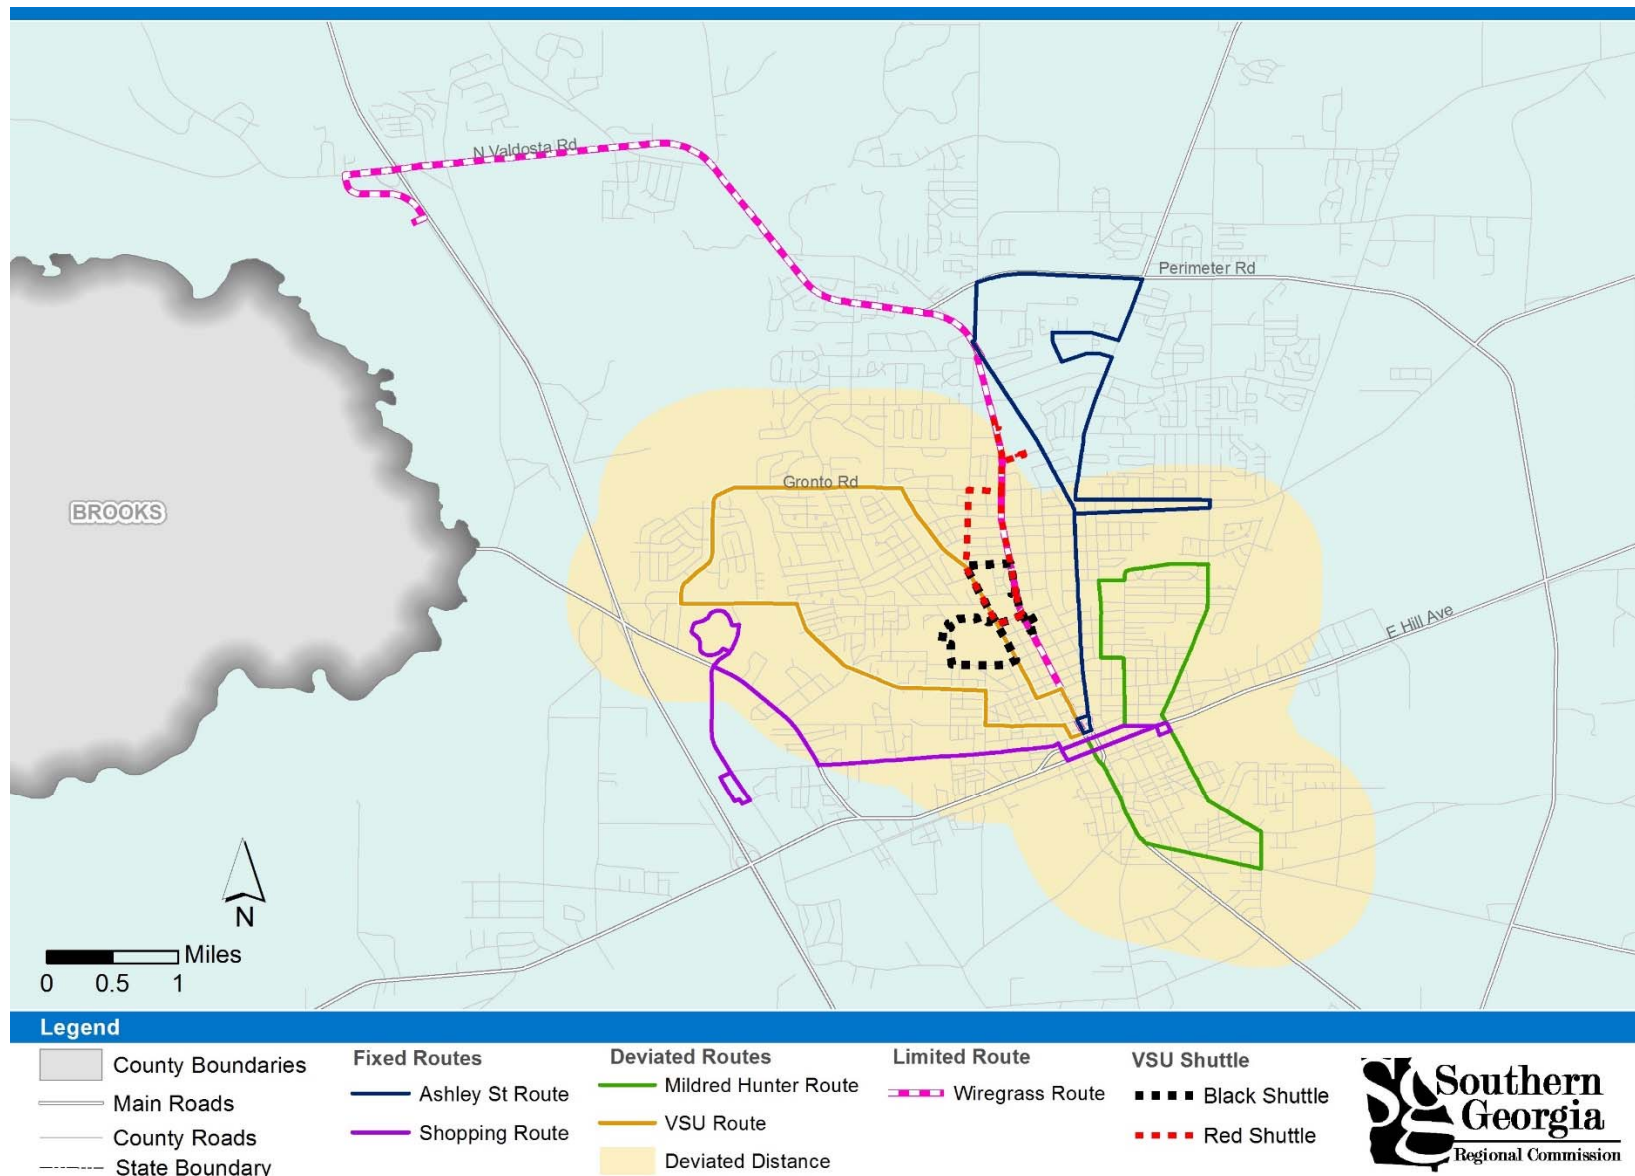 N Valdosta Rd
Perimeter Rd
Gronto Rd
BROOKS
E Hill Ave
N
Miles
0 0.5 1
Legend
County Boundaries
Main Roads
County Roads
State Boundary
Fixed Routes
Ashley St Route
Shopping Route
Deviated Routes
Mildred Hunter Route
VSU Route
Deviated Distance
Limited Route
Wiregrass Route
VSU Shuttle
Black Shuttle
Red Shuttle
Southern
Georgia
Regional Commission